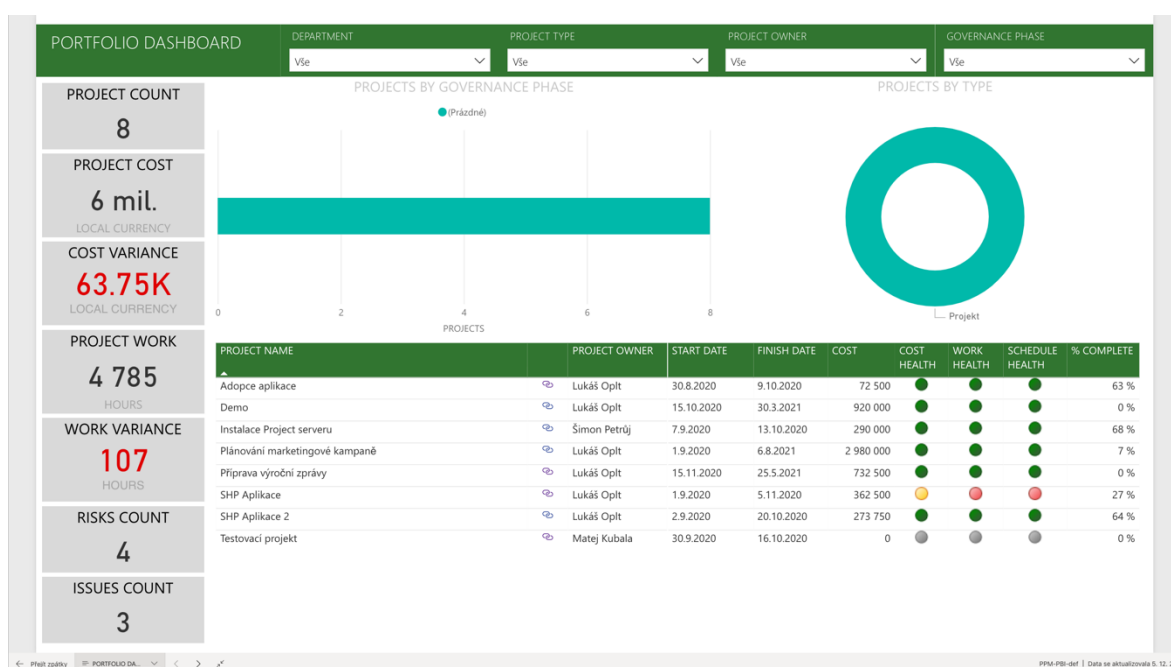 PORTFOLIO DASHBOARD
DEPARTMENT PROJECT TYPE PROJECT OWNER GOVERNANCE PHASE
Vše Vše Vše Vše
PROJECT COUNT
8
PROJECT COST
6 mil.
LOCAL CURRENCY
COST VARIANCE
63.75K
LOCAL CURRENCY
PROJECT WORK
4 785
HOURS
WORK VARIANCE
107
HOURS
RISKS COUNT
4
ISSUES COUNT
3
PROJECTS BY GOVERNANCE PHASE
(Prázdné)
0 2 4 6 8
PROJECTS
PROJECTS BY TYPE
Projekt
PROJECT NAME PROJECT OWNER START DATE FINISH DATE COST COST HEALTH WORK HEALTH SCHEDULE HEALTH % COMPLETE
Adopce aplikace Lukáš Oplt 30.8.2020 9.10.2020 72 500 63 %
Demo Lukáš Oplt 15.10.2020 30.3.2021 920 000 0 %
Instalace Project serveru Šimon Petrůj 7.9.2020 13.10.2020 290 000 68 %
Plánování marketingové kampaně Lukáš Oplt 1.9.2020 6.8.2021 2 980 000 7 %
Příprava výroční zprávy Lukáš Oplt 15.11.2020 25.5.2021 732 500 0 %
SHP Aplikace Lukáš Oplt 1.9.2020 5.11.2020 362 500 27 %
SHP Aplikace 2 Lukáš Oplt 2.9.2020 20.10.2020 273 750 64 %
Testovací projekt Matej Kubala 30.9.2020 16.10.2020 0 0 %
Přejít zpátky PORTFOLIO DA... PPM-PBI-def | Data se aktualizovala 5. 12.